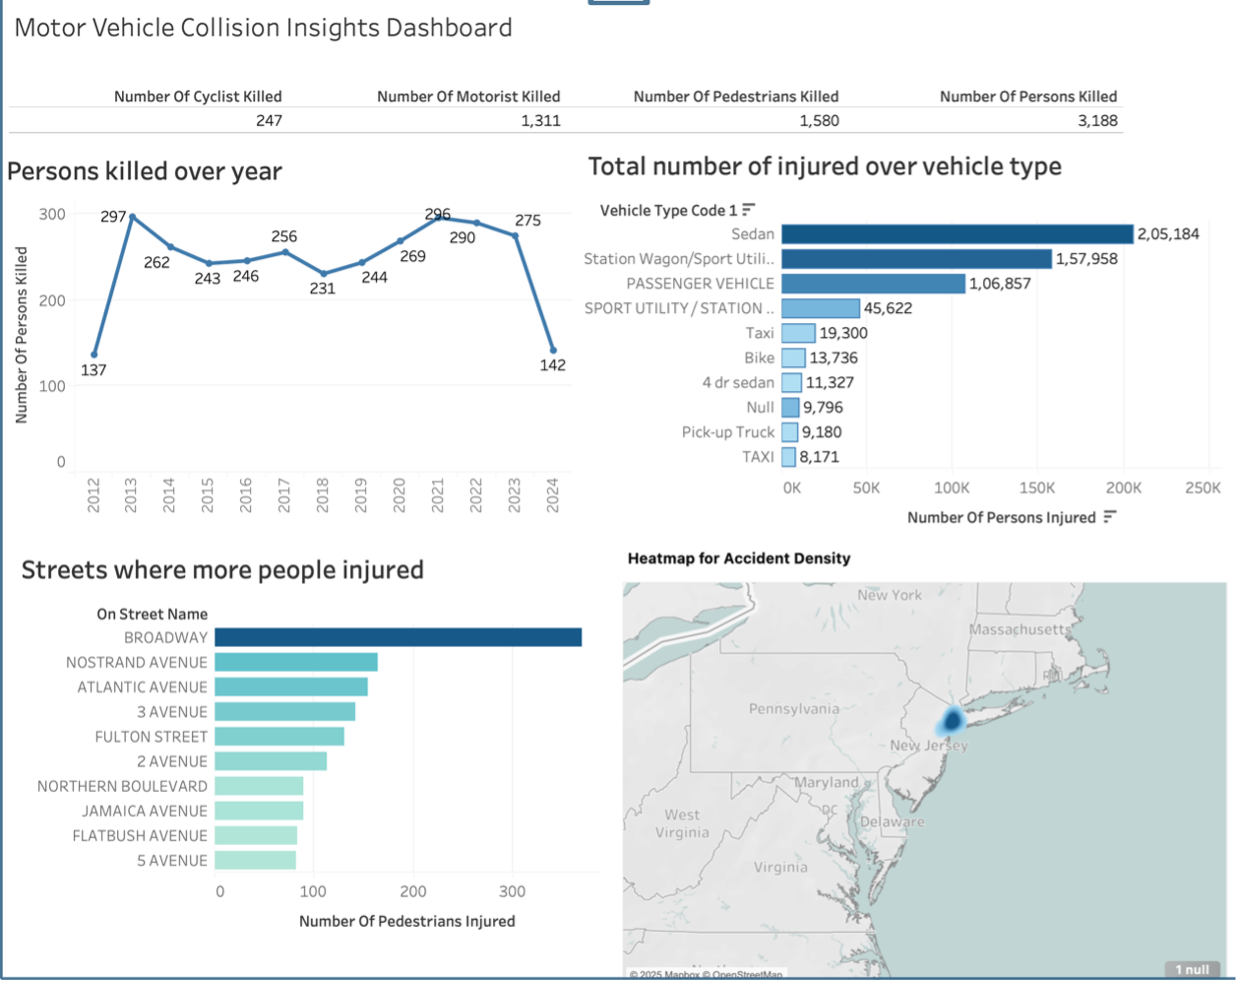 Motor Vehicle Collision Insights Dashboard
Number Of Cyclist Killed Number Of Motorist Killed Number Of Pedestrians Killed Number Of Persons Killed
247 1,311 1,580 3,188
Persons killed over year
Number Of Persons Killed
300
200
100
0
137
297
262
243
246
256
231
244
269
296
290
275
142
2012 2013 2014 2015 2016 2017 2018 2019 2020 2021 2022 2023 2024
Total number of injured over vehicle type
Vehicle Type Code 1
Sedan 2,05,184
Station Wagon/Sport Utili.. 1,57,958
PASSENGER VEHICLE 1,06,857
SPORT UTILITY / STATION .. 45,622
Taxi 19,300
Bike 13,736
4 dr sedan 11,327
Null 9,796
Pick-up Truck 9,180
TAXI 8,171
0K 50K 100K 150K 200K 250K
Number Of Persons Injured
Streets where more people injured
On Street Name
BROADWAY
NOSTRAND AVENUE
ATLANTIC AVENUE
3 AVENUE
FULTON STREET
2 AVENUE
NORTHERN BOULEVARD
JAMAICA AVENUE
FLATBUSH AVENUE
5 AVENUE
0 100 200 300
Number Of Pedestrians Injured
Heatmap for Accident Density
New York
Massachusetts
Pennsylvania
New Jersey
Maryland
DC
Delaware
West
Virginia
Virginia
© 2025 Mapbox © OpenStreetMap
1 null